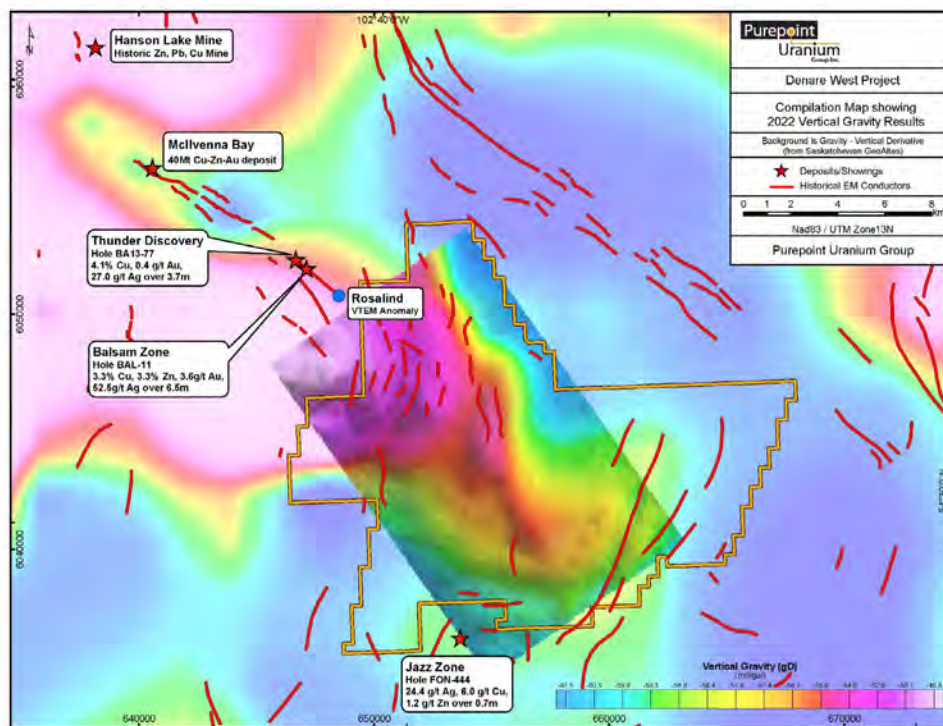 102°40'0"W
Hanson Lake Mine
Historic Zn, Pb, Cu Mine
McIlvenna Bay
40Mt Cu-Zn-Au deposit
Thunder Discovery
Hole BA13-77
4.1% Cu, 0.4 g/t Au,
27.0 g/t Ag over 3.7m
Rosalind
VTEM Anomaly
Balsam Zone
Hole BAL-11
3.3% Cu, 3.3% Zn, 3.6g/t Au,
52.5g/t Ag over 6.5m
Jazz Zone
Hole FON-444
24.4 g/t Ag, 6.0 g/t Cu,
1.2 g/t Zn over 0.7m
Purepoint
Uranium
Group Inc.
Denare West Project
Compilation Map showing
2022 Vertical Gravity Results
Background is Gravity - Vertical Derivative
(from Saskatchewan GeoAltes)
Deposits/Showings
Historical EM Conductors
0 1 2 4 6 8
km
Nad83 / UTM Zone13N
Purepoint Uranium Group
6060000
6050000
6040000
Vertical Gravity (gD)
640000
650000
660000
670000